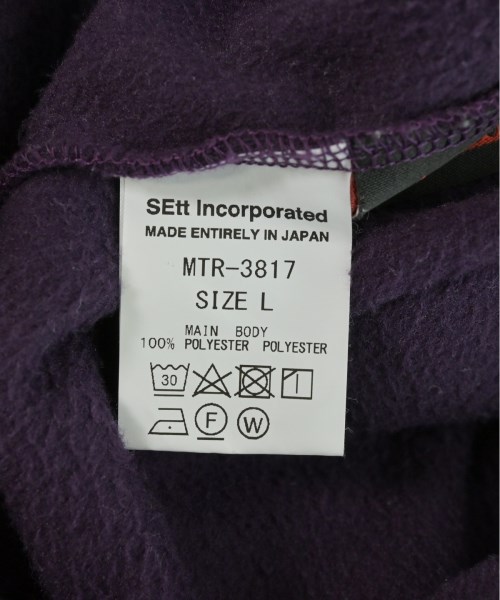 SEtt Incorporated
MADE ENTIRELY IN JAPAN
MTR-3817
SIZE L
MAIN BODY
100% POLYESTER POLYESTER
30
F W